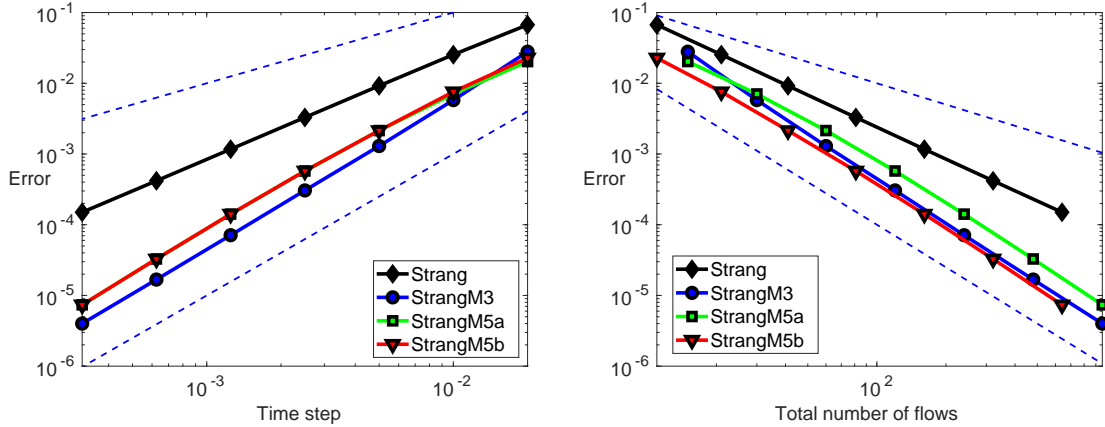 10^-1
10^-2
10^-3
Error
10^-4
10^-5
10^-6
Strang
StrangM3
StrangM5a
StrangM5b
10^-3
10^-2
Time step
10^-1
10^-2
10^-3
Error
10^-4
10^-5
10^-6
Strang
StrangM3
StrangM5a
StrangM5b
10^2
Total number of flows